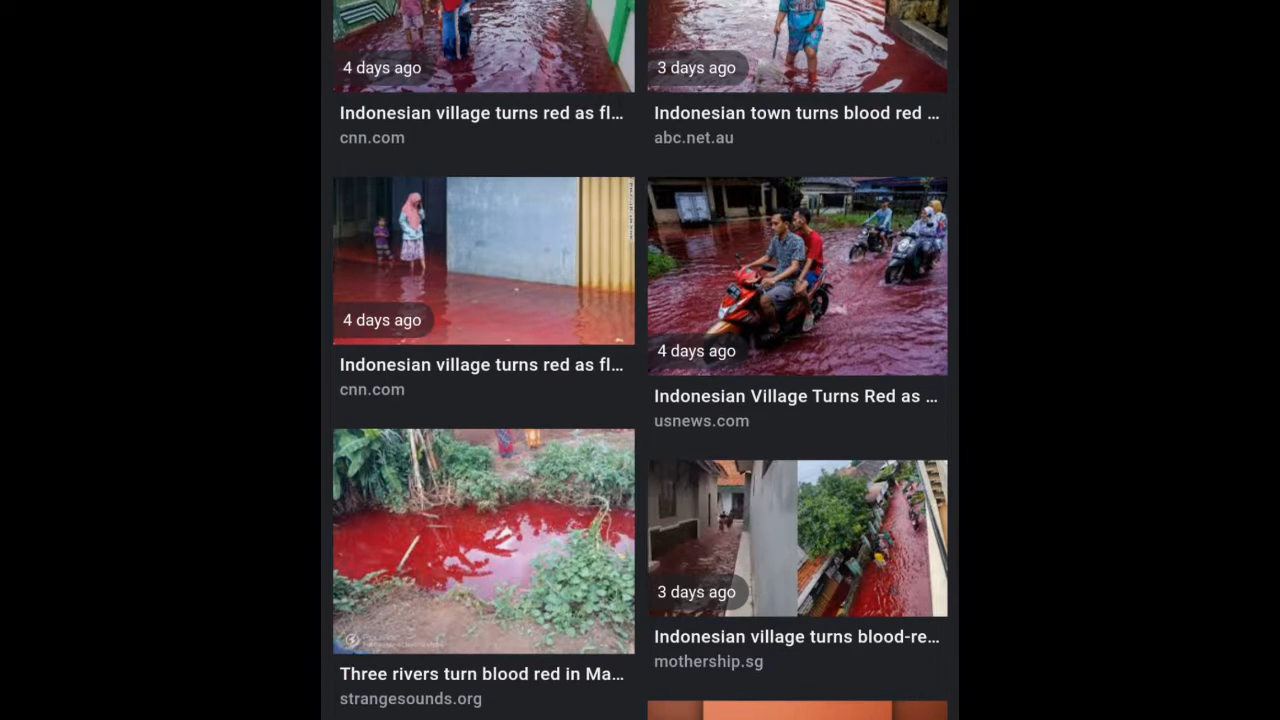 4 days ago
Indonesian village turns red as fl...
cnn.com
3 days ago
Indonesian town turns blood red ...
abc.net.au
4 days ago
Indonesian village turns red as fl...
cnn.com
4 days ago
Indonesian Village Turns Red as ...
usnews.com
Three rivers turn blood red in Ma...
strangesounds.org
3 days ago
Indonesian village turns blood-re...
mothership.sg